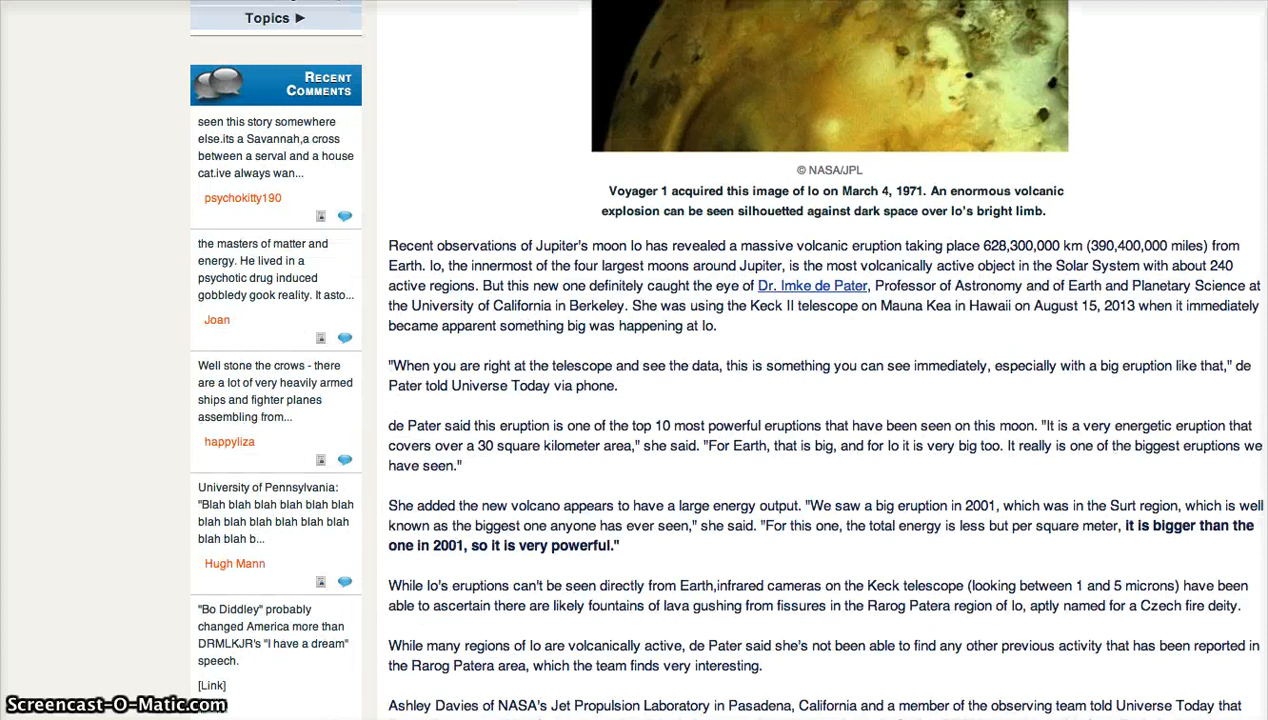 Topics ►
RECENT
COMMENTS
seen this story somewhere
else.its a Savannah,a cross
between a serval and a house
cat.ive always wan...
psychokitty190
the masters of matter and
energy. He lived in a
psychotic drug induced
gobbledy gook reality. It asto...
Joan
Well stone the crows - there
are a lot of very heavily armed
ships and fighter planes
assembling from...
happyliza
University of Pennsylvania:
"Blah blah blah blah blah blah
blah blah blah blah blah blah
blah blah b...
Hugh Mann
"Bo Diddley" probably
changed America more than
DRMLKJR's "I have a dream"
speech.
[Link]
© NASA/JPL
Voyager 1 acquired this image of Io on March 4, 1971. An enormous volcanic
explosion can be seen silhouetted against dark space over Io's bright limb.
Recent observations of Jupiter's moon Io has revealed a massive volcanic eruption taking place 628,300,000 km (390,400,000 miles) from
Earth. Io, the innermost of the four largest moons around Jupiter, is the most volcanically active object in the Solar System with about 240
active regions. But this new one definitely caught the eye of Dr. Imke de Pater, Professor of Astronomy and of Earth and Planetary Science at
the University of California in Berkeley. She was using the Keck II telescope on Mauna Kea in Hawaii on August 15, 2013 when it immediately
became apparent something big was happening at Io.
"When you are right at the telescope and see the data, this is something you can see immediately, especially with a big eruption like that," de
Pater told Universe Today via phone.
de Pater said this eruption is one of the top 10 most powerful eruptions that have been seen on this moon. "It is a very energetic eruption that
covers over a 30 square kilometer area," she said. "For Earth, that is big, and for Io it is very big too. It really is one of the biggest eruptions we
have seen."
She added the new volcano appears to have a large energy output. "We saw a big eruption in 2001, which was in the Surt region, which is well
known as the biggest one anyone has ever seen," she said. "For this one, the total energy is less but per square meter, it is bigger than the
one in 2001, so it is very powerful."
While Io's eruptions can't be seen directly from Earth,infrared cameras on the Keck telescope (looking between 1 and 5 microns) have been
able to ascertain there are likely fountains of lava gushing from fissures in the Rarog Patera region of Io, aptly named for a Czech fire deity.
While many regions of Io are volcanically active, de Pater said she's not been able to find any other previous activity that has been reported in
the Rarog Patera area, which the team finds very interesting.
Ashley Davies of NASA's Jet Propulsion Laboratory in Pasadena, California and a member of the observing team told Universe Today that
Screencast-O-Matic.com